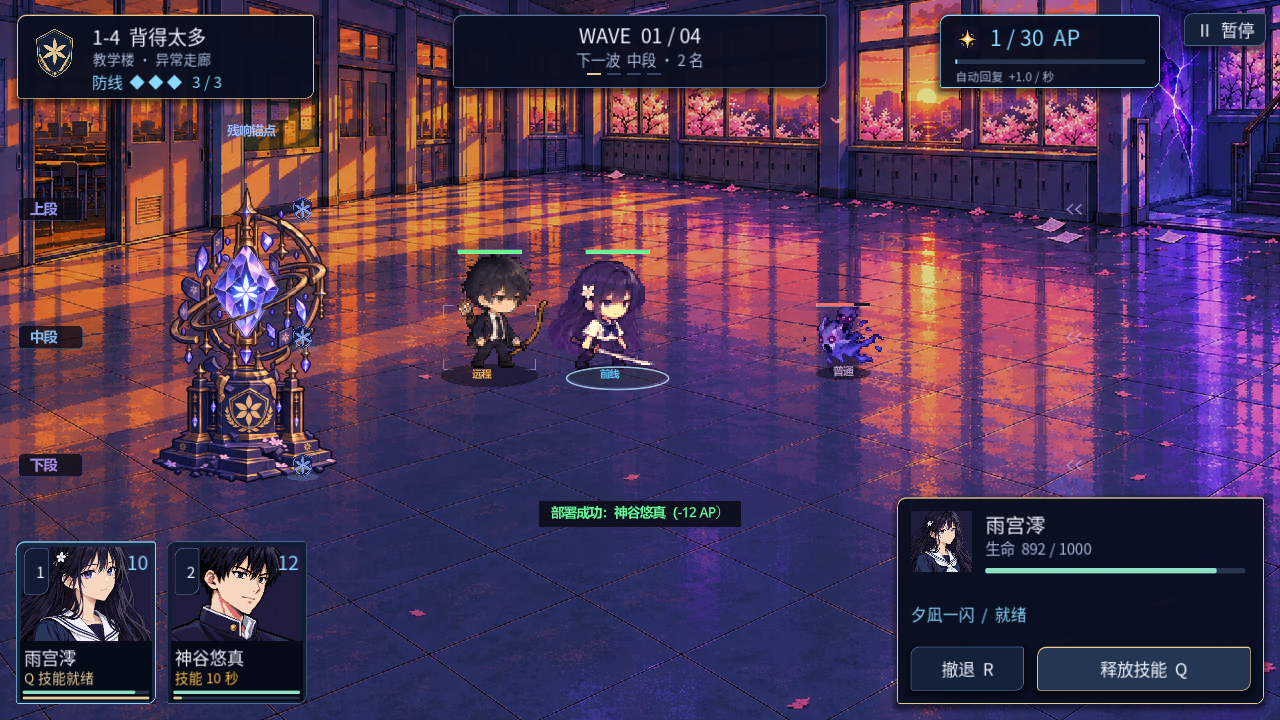 1-4 背得太多
教学楼 · 异常走廊
防线 3 / 3
WAVE 01 / 04
下一波 中段 · 2 名
1 / 30 AP
自动回复 +1.0 / 秒
暂停
残响锚点
上段
中段
下段
125
远程
前线
普通
部署成功：神谷悠真（-12 AP）
1
10
雨宫澪
Q 技能就绪
2
12
神谷悠真
技能 10 秒
雨宫澪
生命 892 / 1000
夕凪一闪 / 就绪
撤退 R
释放技能 Q